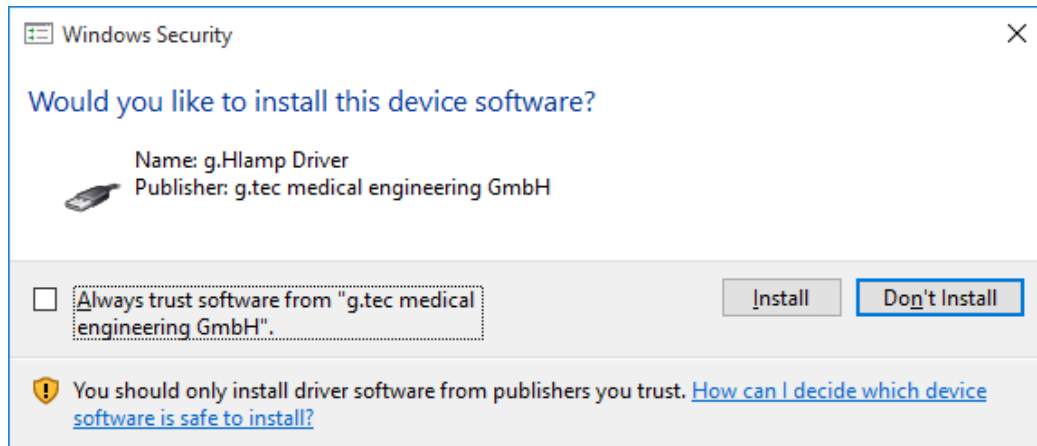 Windows Security
Would you like to install this device software?
Name: g.Hlamp Driver
Publisher: g.tec medical engineering GmbH
Always trust software from "g.tec medical
engineering GmbH".
Install
Don't Install
You should only install driver software from publishers you trust. How can I decide which device
software is safe to install?